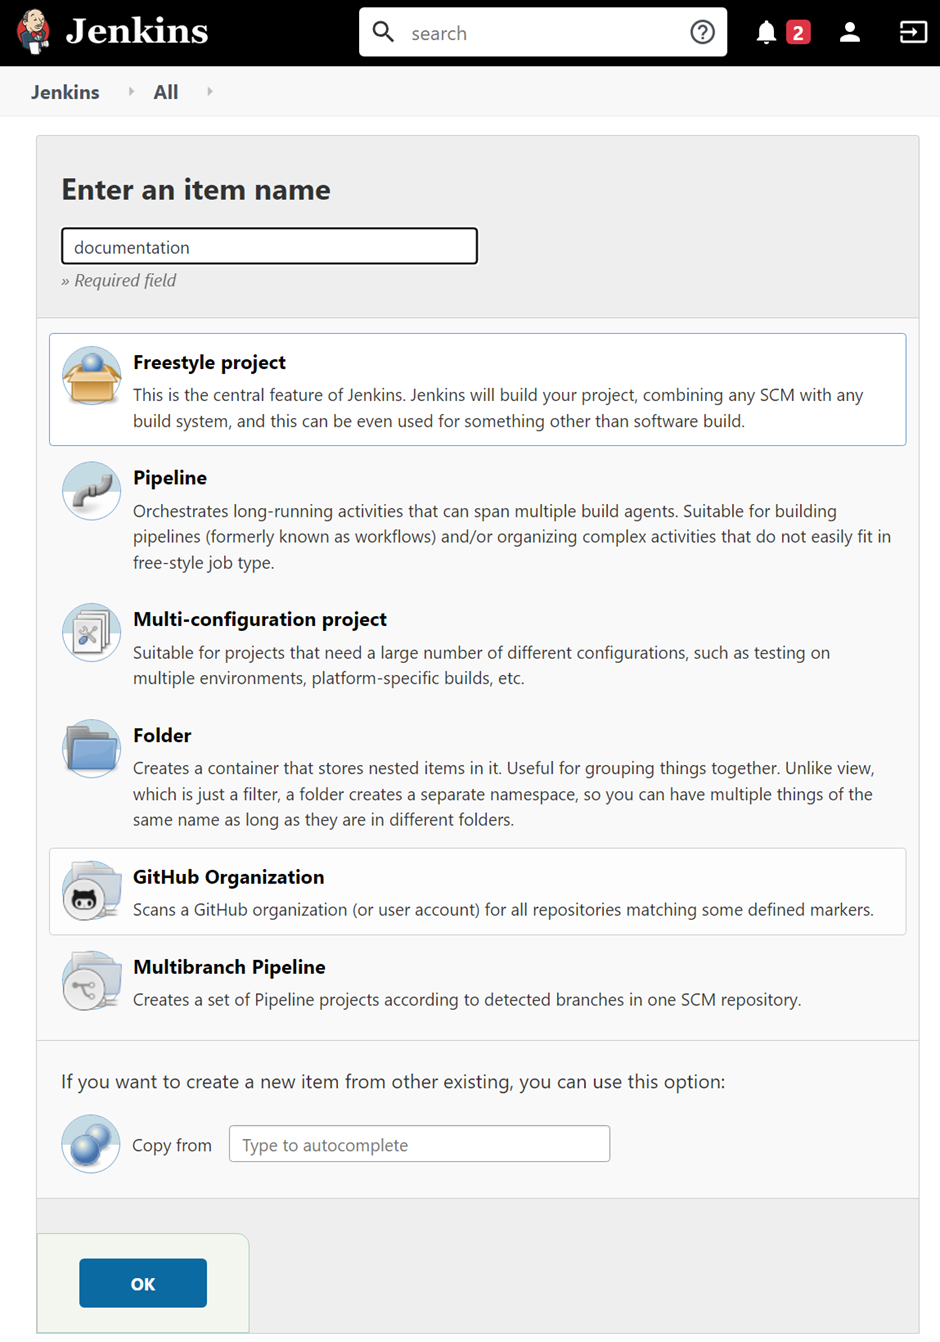 Jenkins
search
2
Jenkins All
Enter an item name
documentation
» Required field
Freestyle project
This is the central feature of Jenkins. Jenkins will build your project, combining any SCM with any
build system, and this can be even used for something other than software build.
Pipeline
Orchestrates long-running activities that can span multiple build agents. Suitable for building
pipelines (formerly known as workflows) and/or organizing complex activities that do not easily fit in
free-style job type.
Multi-configuration project
Suitable for projects that need a large number of different configurations, such as testing on
multiple environments, platform-specific builds, etc.
Folder
Creates a container that stores nested items in it. Useful for grouping things together. Unlike view,
which is just a filter, a folder creates a separate namespace, so you can have multiple things of the
same name as long as they are in different folders.
GitHub Organization
Scans a GitHub organization (or user account) for all repositories matching some defined markers.
Multibranch Pipeline
Creates a set of Pipeline projects according to detected branches in one SCM repository.
If you want to create a new item from other existing, you can use this option:
Copy from
Type to autocomplete
OK